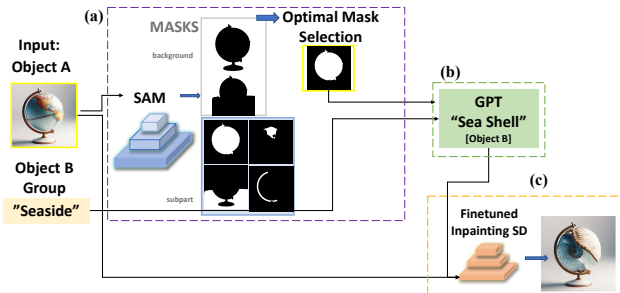 (a)
Input:
Object A
MASKS
background
Optimal Mask
Selection
SAM
subpart
Object B
Group
”Seaside”
(b)
GPT
“Sea Shell”
[Object B]
(c)
Finetuned
Inpainting SD